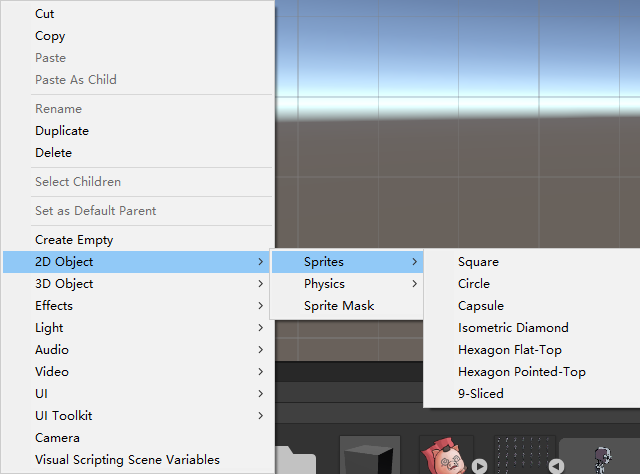 Cut
Copy
Paste
Paste As Child
Rename
Duplicate
Delete
Select Children
Set as Default Parent
Create Empty
2D Object
3D Object
Effects
Light
Audio
Video
UI
UI Toolkit
Camera
Visual Scripting Scene Variables
Sprites
Physics
Sprite Mask
Square
Circle
Capsule
Isometric Diamond
Hexagon Flat-Top
Hexagon Pointed-Top
9-Sliced